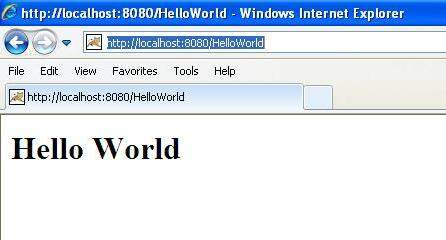 http://localhost:8080/HelloWorld - Windows Internet Explorer
http://localhost:8080/HelloWorld
File Edit View Favorites Tools Help
http://localhost:8080/HelloWorld
Hello World